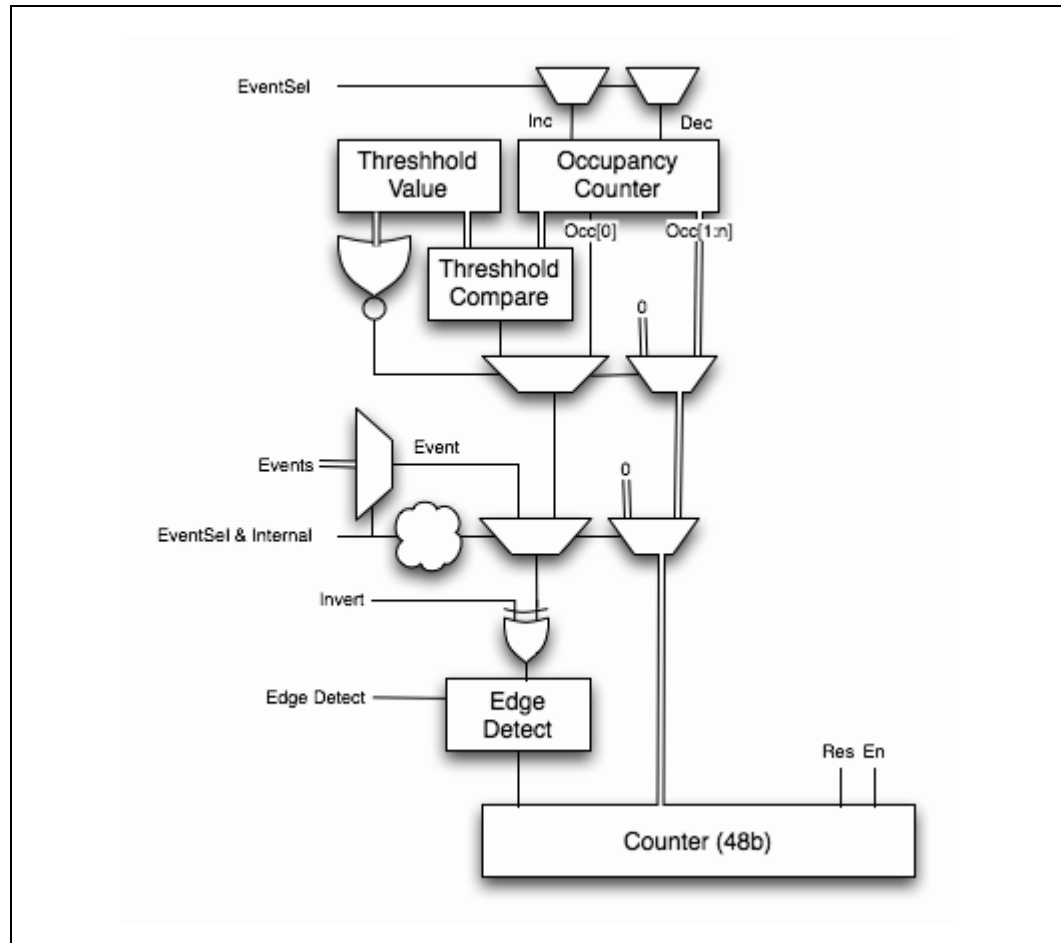 EventSel
Inc
Dec
Threshhold
Value
Occupancy
Counter
Occ[0]
Occ[1:n]
Threshhold
Compare
0
Events
Event
0
EventSel & Internal
Invert
Edge Detect
Edge
Detect
Res
En
Counter (48b)